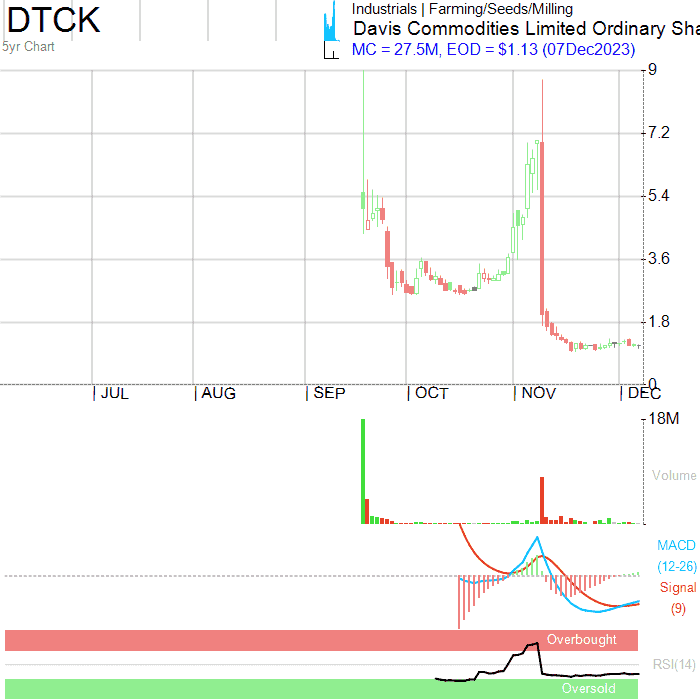 DTCK
5yr Chart
Industrials | Farming/Seeds/Milling
Davis Commodities Limited Ordinary Sha
MC = 27.5M, EOD = $1.13 (07Dec2023)
9
7.2
5.4
3.6
1.8
0
JUL AUG SEP OCT NOV DEC
18M
Volume
MACD
(12-26)
Signal
(9)
Overbought
RSI(14)
Oversold